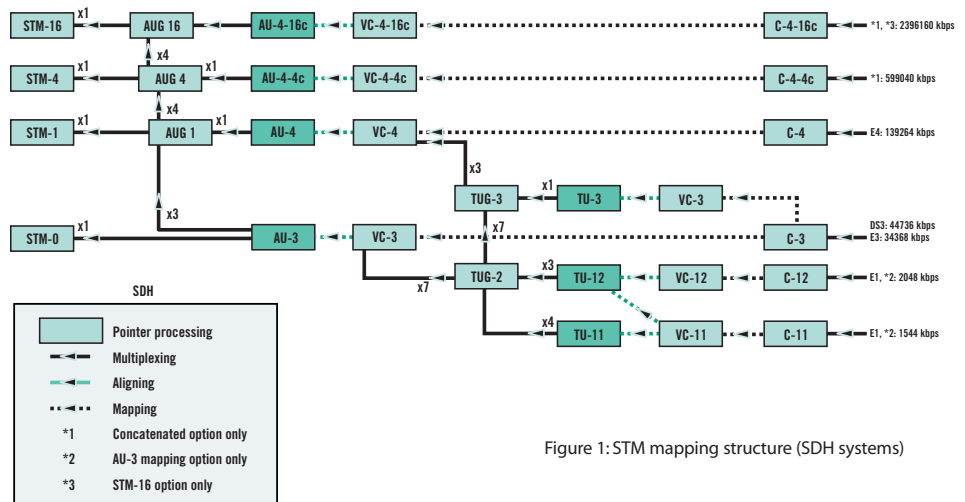 STM-16 x1 AUG 16 AU-4-16c VC-4-16c C-4-16c *1, *3: 2396160 kbps
x4
STM-4 x1 AUG 4 x1 AU-4-4c VC-4-4c C-4-4c *1: 599040 kbps
x4
STM-1 x1 AUG 1 x1 AU-4 VC-4 C-4 E4: 139264 kbps
x3
TUG-3 x1 TU-3 VC-3
x3
x7
DS3: 44736 kbps
STM-0 x1 AU-3 VC-3 C-3 E3: 34368 kbps
x7 TUG-2 x3 TU-12 VC-12 C-12 E1, *2: 2048 kbps
x4 TU-11 VC-11 C-11 E1, *2: 1544 kbps
SDH
Pointer processing
Multiplexing
Aligning
Mapping
*1 Concatenated option only
*2 AU-3 mapping option only
*3 STM-16 option only
Figure 1: STM mapping structure (SDH systems)